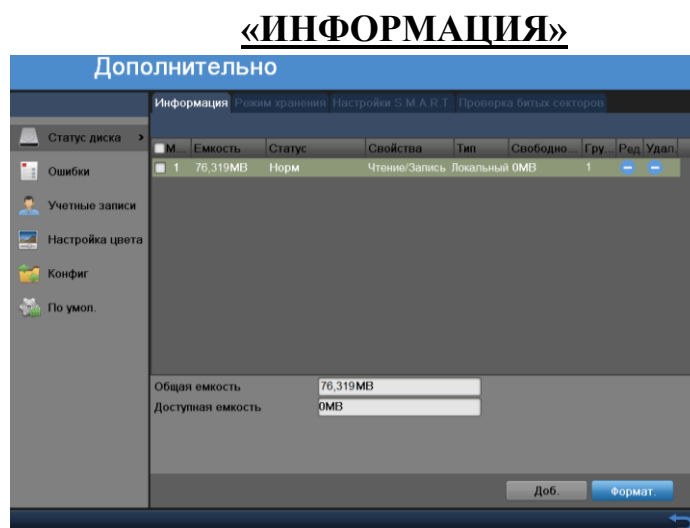 «ИНФОРМАЦИЯ»
Дополнительно
Информация Режим хранения Настройки S.M.A.R.T Проверка битых секторов
Статус диска
Ошибки
Учетные записи
Настройка цвета
Конфиг
По умол.
М... Емкость Статус Свойства Тип Свободно... Гру... Ред. Удал.
1 76,319MB Норм Чтение/Запись Локальный 0MB 1
Общая емкость 76,319MB
Доступная емкость 0MB
Доб. Формат.